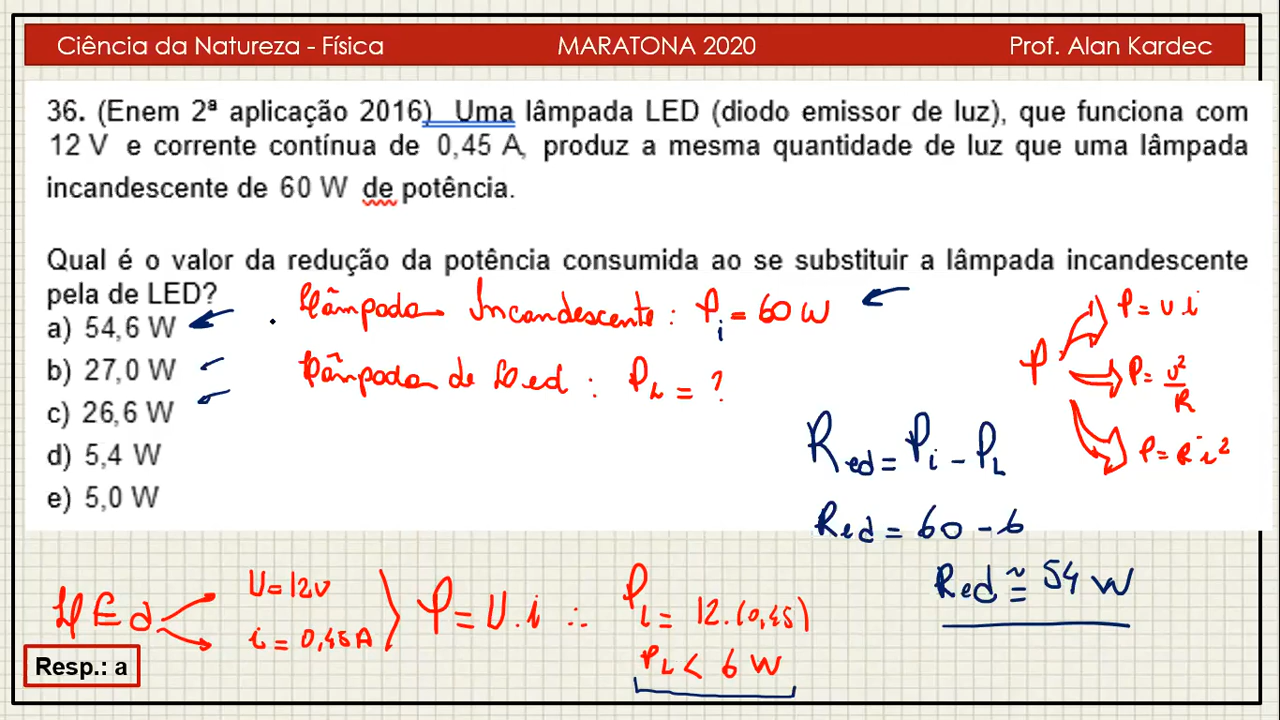 Ciência da Natureza - Física MARATONA 2020 Prof. Alan Kardec
36. (Enem 2ª aplicação 2016) Uma lâmpada LED (diodo emissor de luz), que funciona com
12 V e corrente contínua de 0,45 A, produz a mesma quantidade de luz que uma lâmpada
incandescente de 60 W de potência.
Qual é o valor da redução da potência consumida ao se substituir a lâmpada incandescente
pela de LED?
a) 54,6 W
b) 27,0 W
c) 26,6 W
d) 5,4 W
e) 5,0 W
Lâmpada Incandescente: Pi = 60 W
Lâmpada de Led: PL = ?
P
P = U i
P = U²/R
P = R i²
Red = Pi - PL
Red = 60 - 6
Red ≅ 54 W
LEd
U = 12V
i = 0,45A
P = U.i ∴ PL = 12.(0,45)
PL < 6 W
Resp.: a